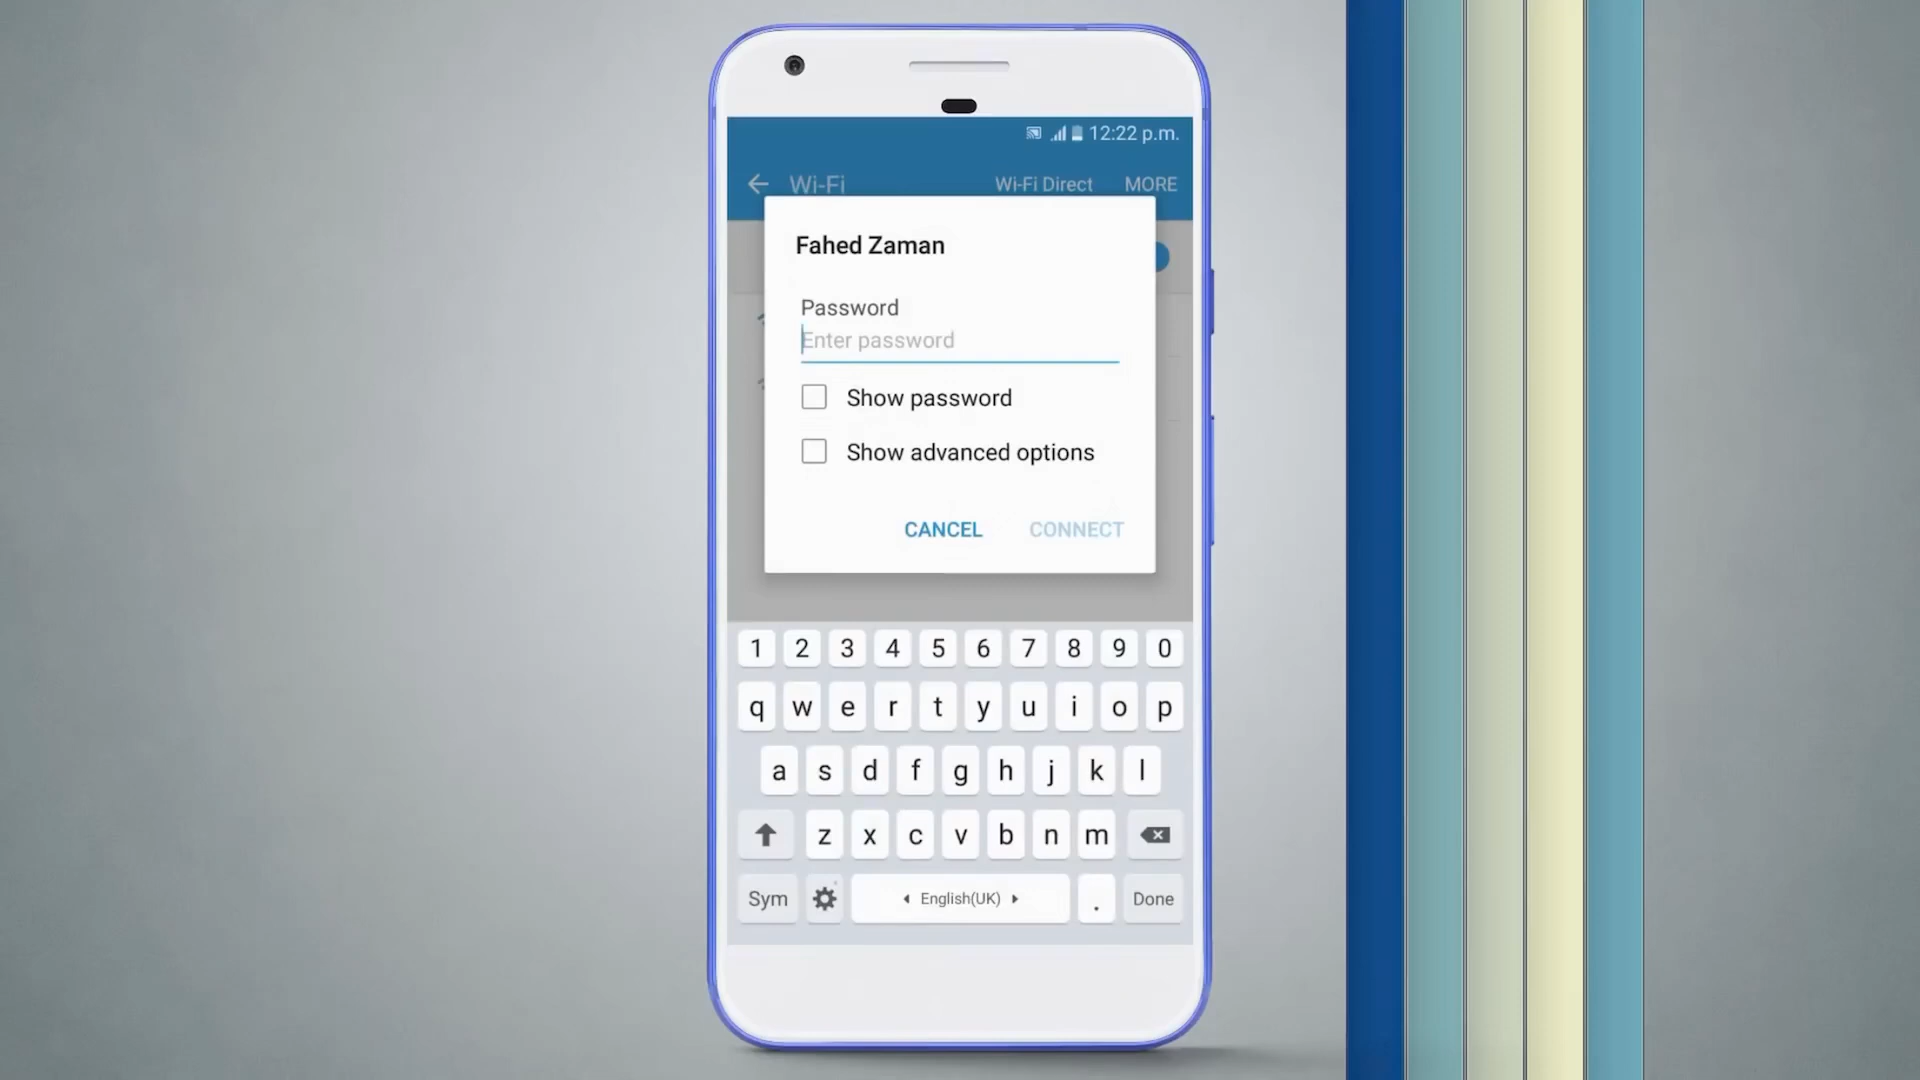 12:22 p.m.
Wi-Fi Wi-Fi Direct MORE
Fahed Zaman
Password
Enter password
Show password
Show advanced options
CANCEL CONNECT
1 2 3 4 5 6 7 8 9 0
q w e r t y u i o p
a s d f g h j k l
z x c v b n m
Sym English(UK) . Done